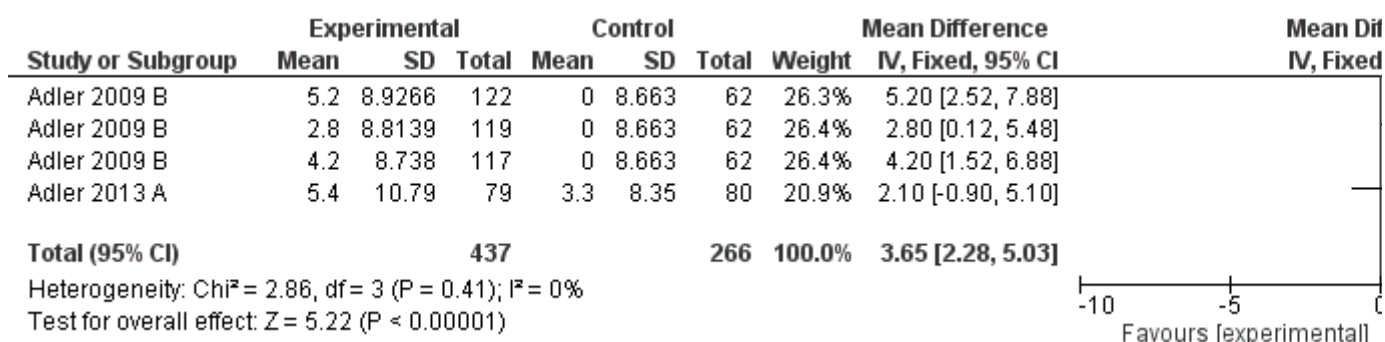 Experimental Control Mean Difference Mean Dif
Study or Subgroup Mean SD Total Mean SD Total Weight IV, Fixed, 95% CI IV, Fixed
Adler 2009 B 5.2 8.9266 122 0 8.663 62 26.3% 5.20 [2.52, 7.88]
Adler 2009 B 2.8 8.8139 119 0 8.663 62 26.4% 2.80 [0.12, 5.48]
Adler 2009 B 4.2 8.738 117 0 8.663 62 26.4% 4.20 [1.52, 6.88]
Adler 2013 A 5.4 10.79 79 3.3 8.35 80 20.9% 2.10 [-0.90, 5.10]
Total (95% CI) 437 266 100.0% 3.65 [2.28, 5.03]
Heterogeneity: Chi² = 2.86, df = 3 (P = 0.41); I² = 0%
Test for overall effect: Z = 5.22 (P < 0.00001)
-10 -5
Favours [experimental]